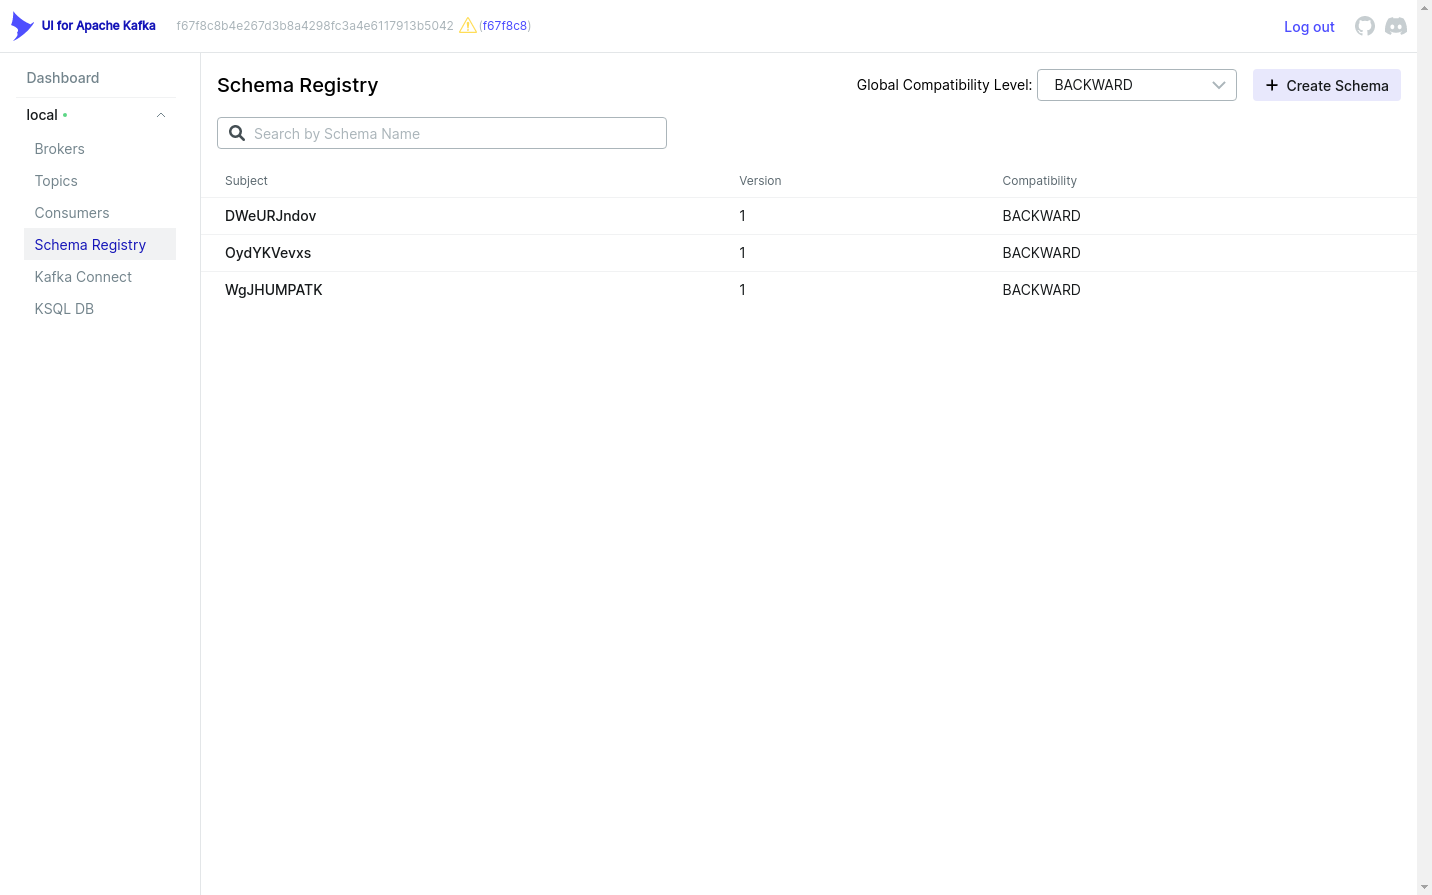 UI for Apache Kafka
f67f8c8b4e267d3b8a4298fc3a4e6117913b5042 (f67f8c8)
Log out
Dashboard
local
Brokers
Topics
Consumers
Schema Registry
Kafka Connect
KSQL DB
Schema Registry
Global Compatibility Level: BACKWARD
Create Schema
Search by Schema Name
Subject Version Compatibility
DWeURJndov 1 BACKWARD
OydYKVevxs 1 BACKWARD
WgJHUMPATK 1 BACKWARD